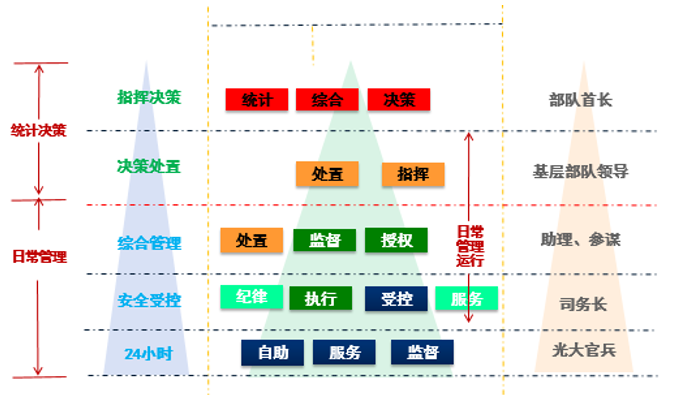 指挥决策
统计
综合
决策
部队首长
统计决策
决策处置
处置
指挥
基层部队领导
综合管理
处置
监督
授权
日常
管理
运行
助理、参谋
日常管理
安全受控
纪律
执行
受控
服务
司务长
24小时
自助
服务
监督
光大官兵